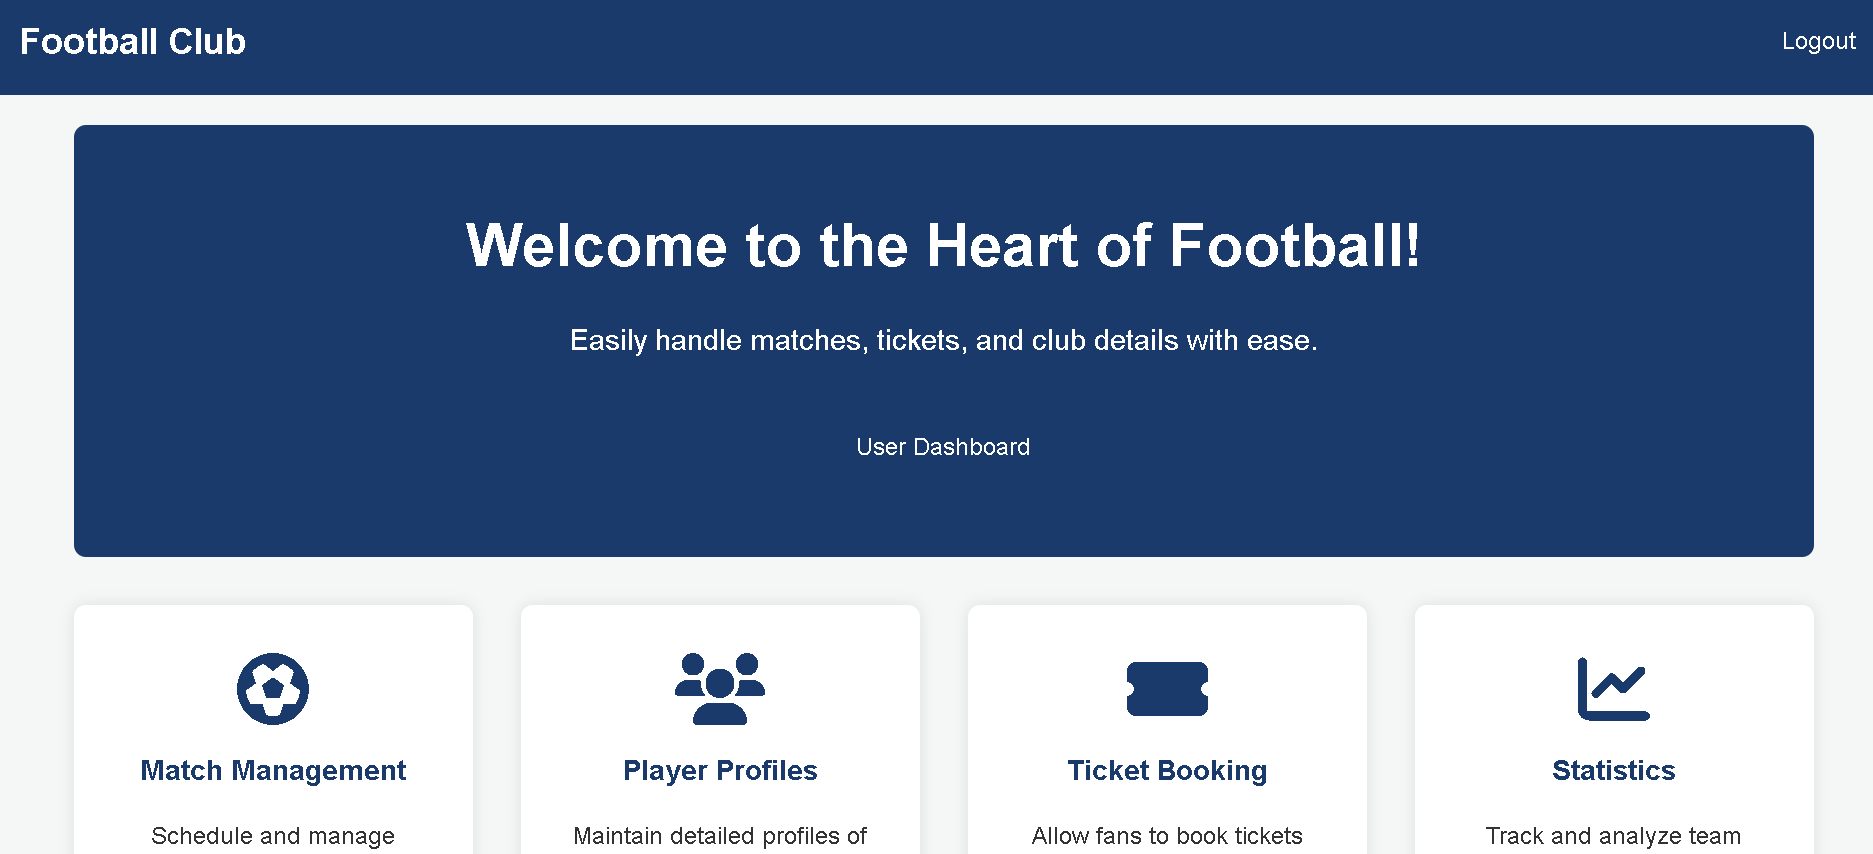 Football Club
Logout
Welcome to the Heart of Football!
Easily handle matches, tickets, and club details with ease.
User Dashboard
Match Management
Player Profiles
Ticket Booking
Statistics
Schedule and manage
Maintain detailed profiles of
Allow fans to book tickets
Track and analyze team